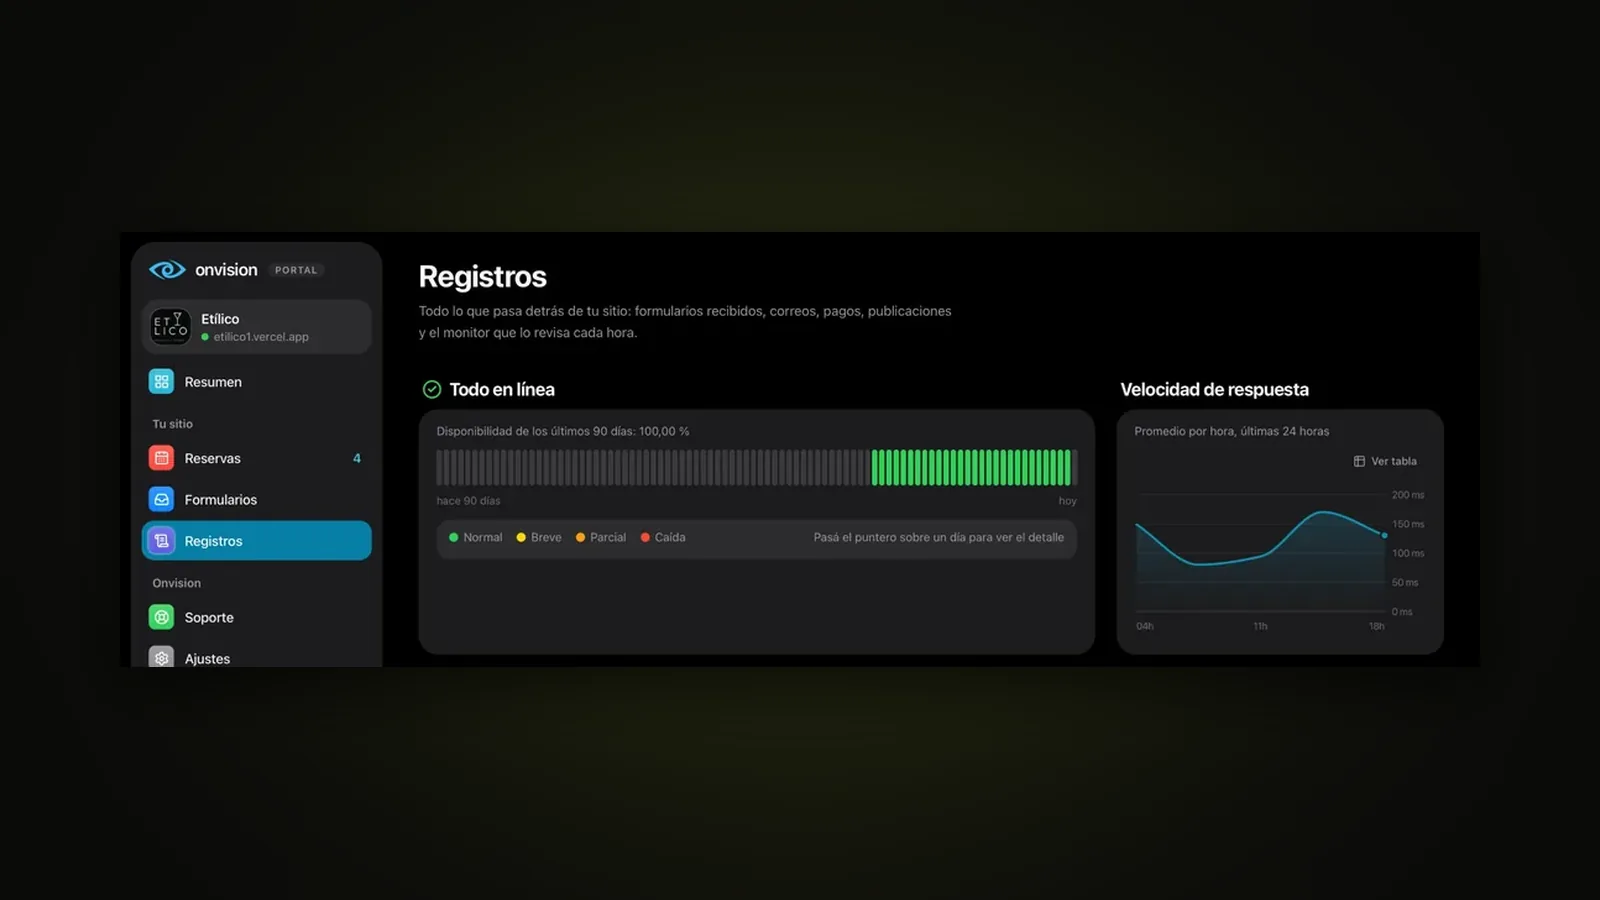 onvision PORTAL
ETÍLICO
Etílico
etilico1.vercel.app
Resumen
Tu sitio
Reservas 4
Formularios
Registros
Onvision
Soporte
Ajustes
Registros
Todo lo que pasa detrás de tu sitio: formularios recibidos, correos, pagos, publicaciones
y el monitor que lo revisa cada hora.
Todo en línea
Disponibilidad de los últimos 90 días: 100,00 %
hace 90 días hoy
Normal Breve Parcial Caída Pasá el puntero sobre un día para ver el detalle
Velocidad de respuesta
Promedio por hora, últimas 24 horas
Ver tabla
200 ms
150 ms
100 ms
50 ms
0 ms
04h 11h 18h